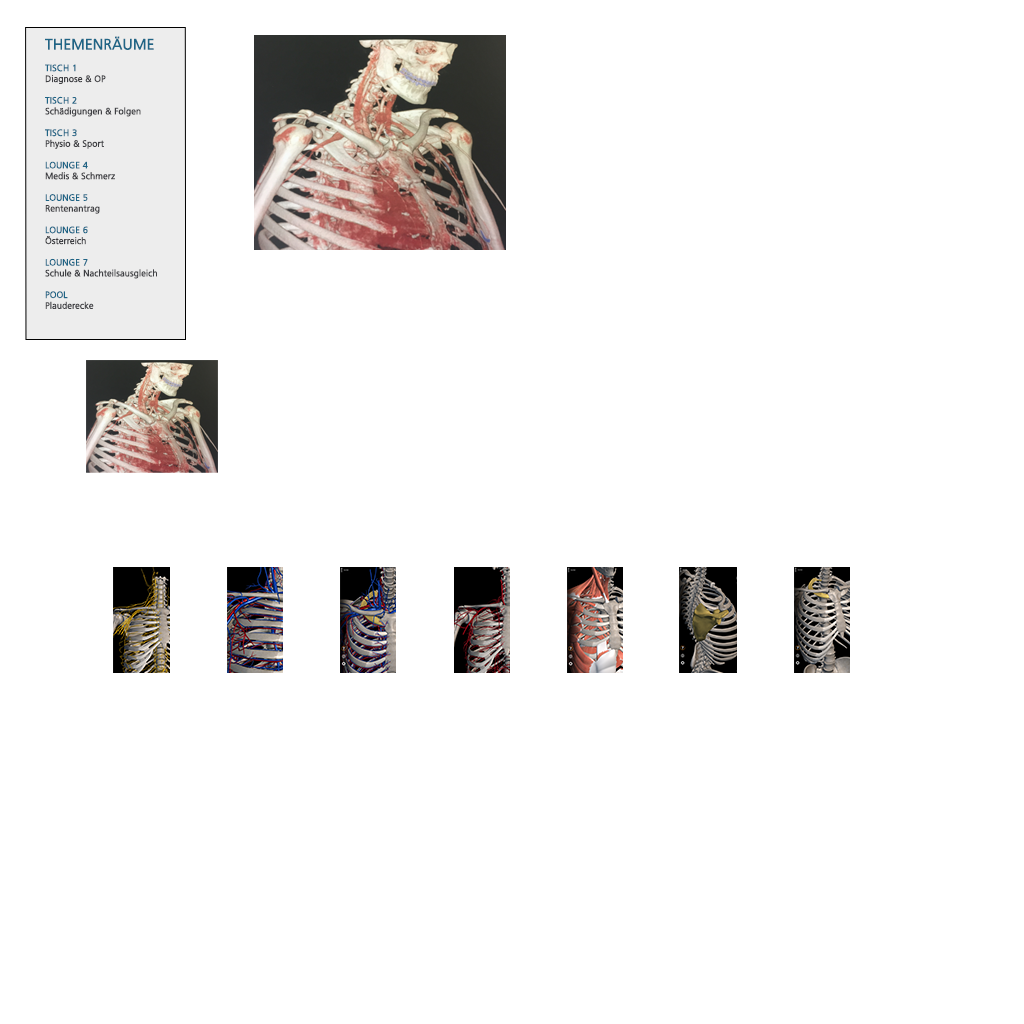 THEMENRÄUME
TISCH 1
Diagnose & OP
TISCH 2
Schädigungen & Folgen
TISCH 3
Physio & Sport
LOUNGE 4
Medis & Schmerz
LOUNGE 5
Rentenantrag
LOUNGE 6
Österreich
LOUNGE 7
Schule & Nachteilsausgleich
POOL
Plauderecke